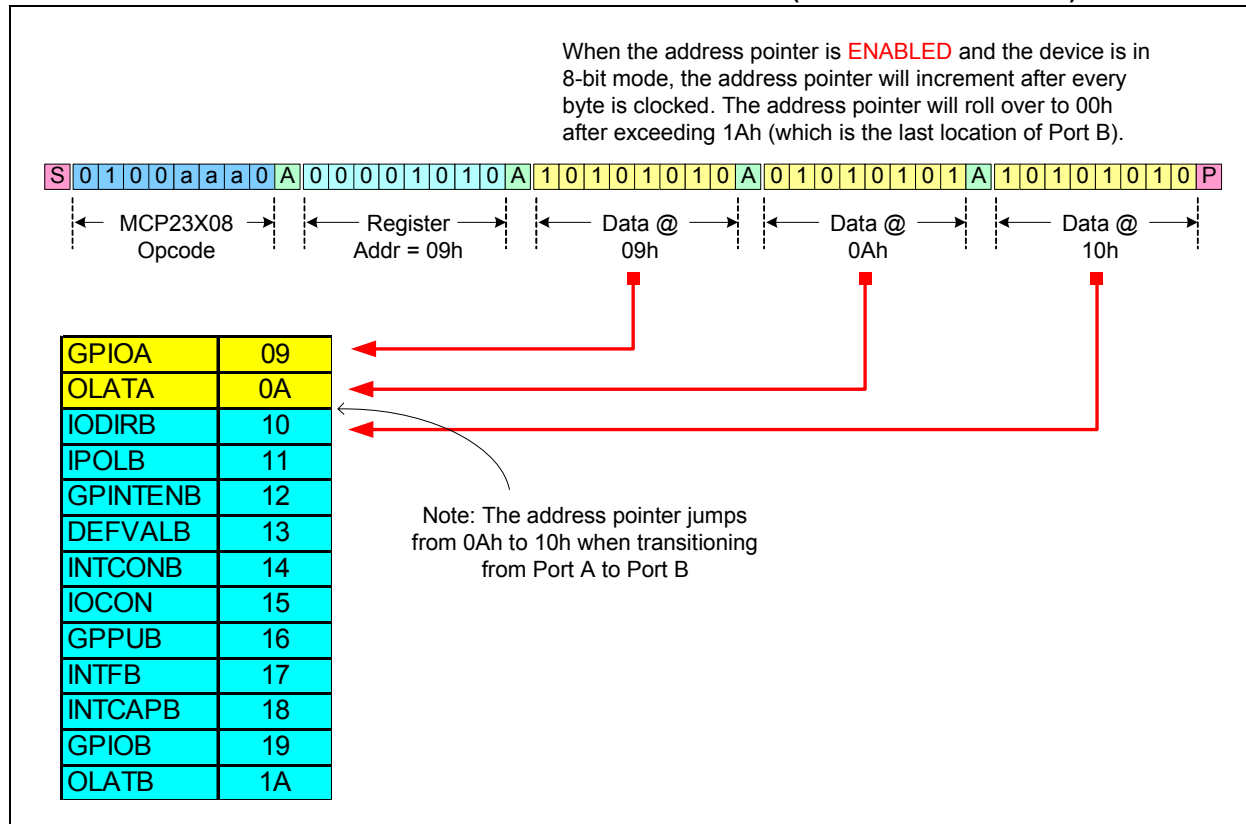 When the address pointer is ENABLED and the device is in
8-bit mode, the address pointer will increment after every
byte is clocked. The address pointer will roll over to 00h
after exceeding 1Ah (which is the last location of Port B).
S 0 1 0 0 a a a 0 A 0 0 0 0 1 0 1 0 A 1 0 1 0 1 0 1 0 A 0 1 0 1 0 1 0 1 A 1 0 1 0 1 0 1 0 P
MCP23X08 Register Data @ Data @ Data @
Opcode Addr = 09h 09h 0Ah 10h
GPIOA 09
OLATA 0A
IODIRB 10
IPOLB 11
GPINTENB 12
DEFVALB 13
INTCONB 14
IOCON 15
GPPUB 16
INTFB 17
INTCAPB 18
GPIOB 19
OLATB 1A
Note: The address pointer jumps
from 0Ah to 10h when transitioning
from Port A to Port B